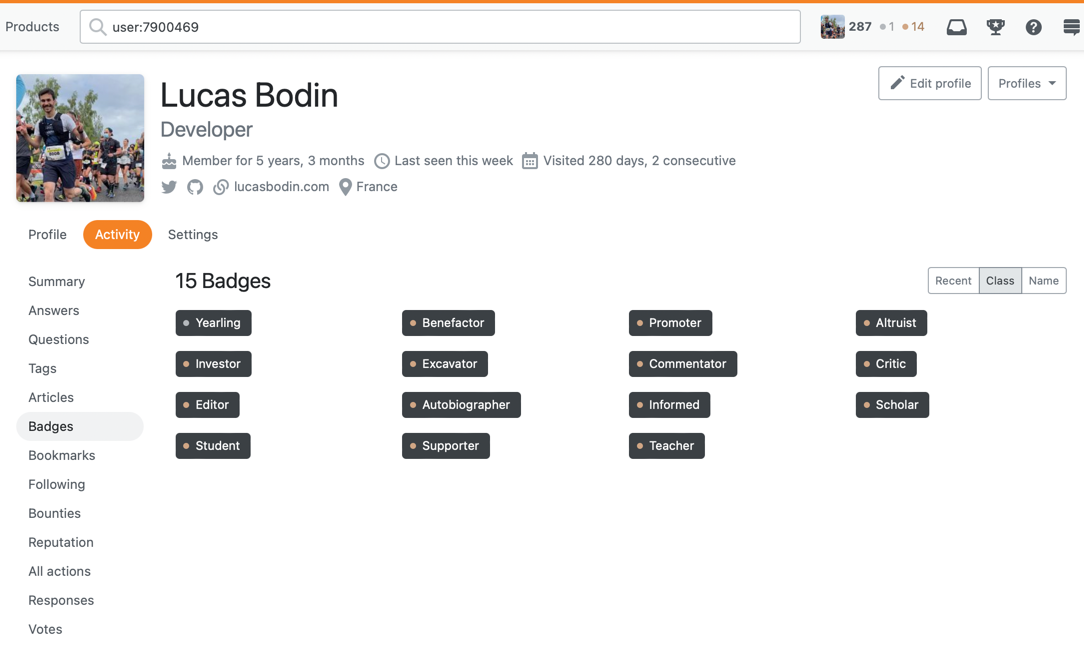 Products user:7900469 287 1 14
Lucas Bodin
Edit profile Profiles
Developer
Member for 5 years, 3 months Last seen this week Visited 280 days, 2 consecutive
lucasbodin.com France
Profile Activity Settings
15 Badges
Recent Class Name
Summary
Answers
Questions
Tags
Articles
Badges
Bookmarks
Following
Bounties
Reputation
All actions
Responses
Votes
Yearling Benefactor Promoter Altruist
Investor Excavator Commentator Critic
Editor Autobiographer Informed Scholar
Student Supporter Teacher